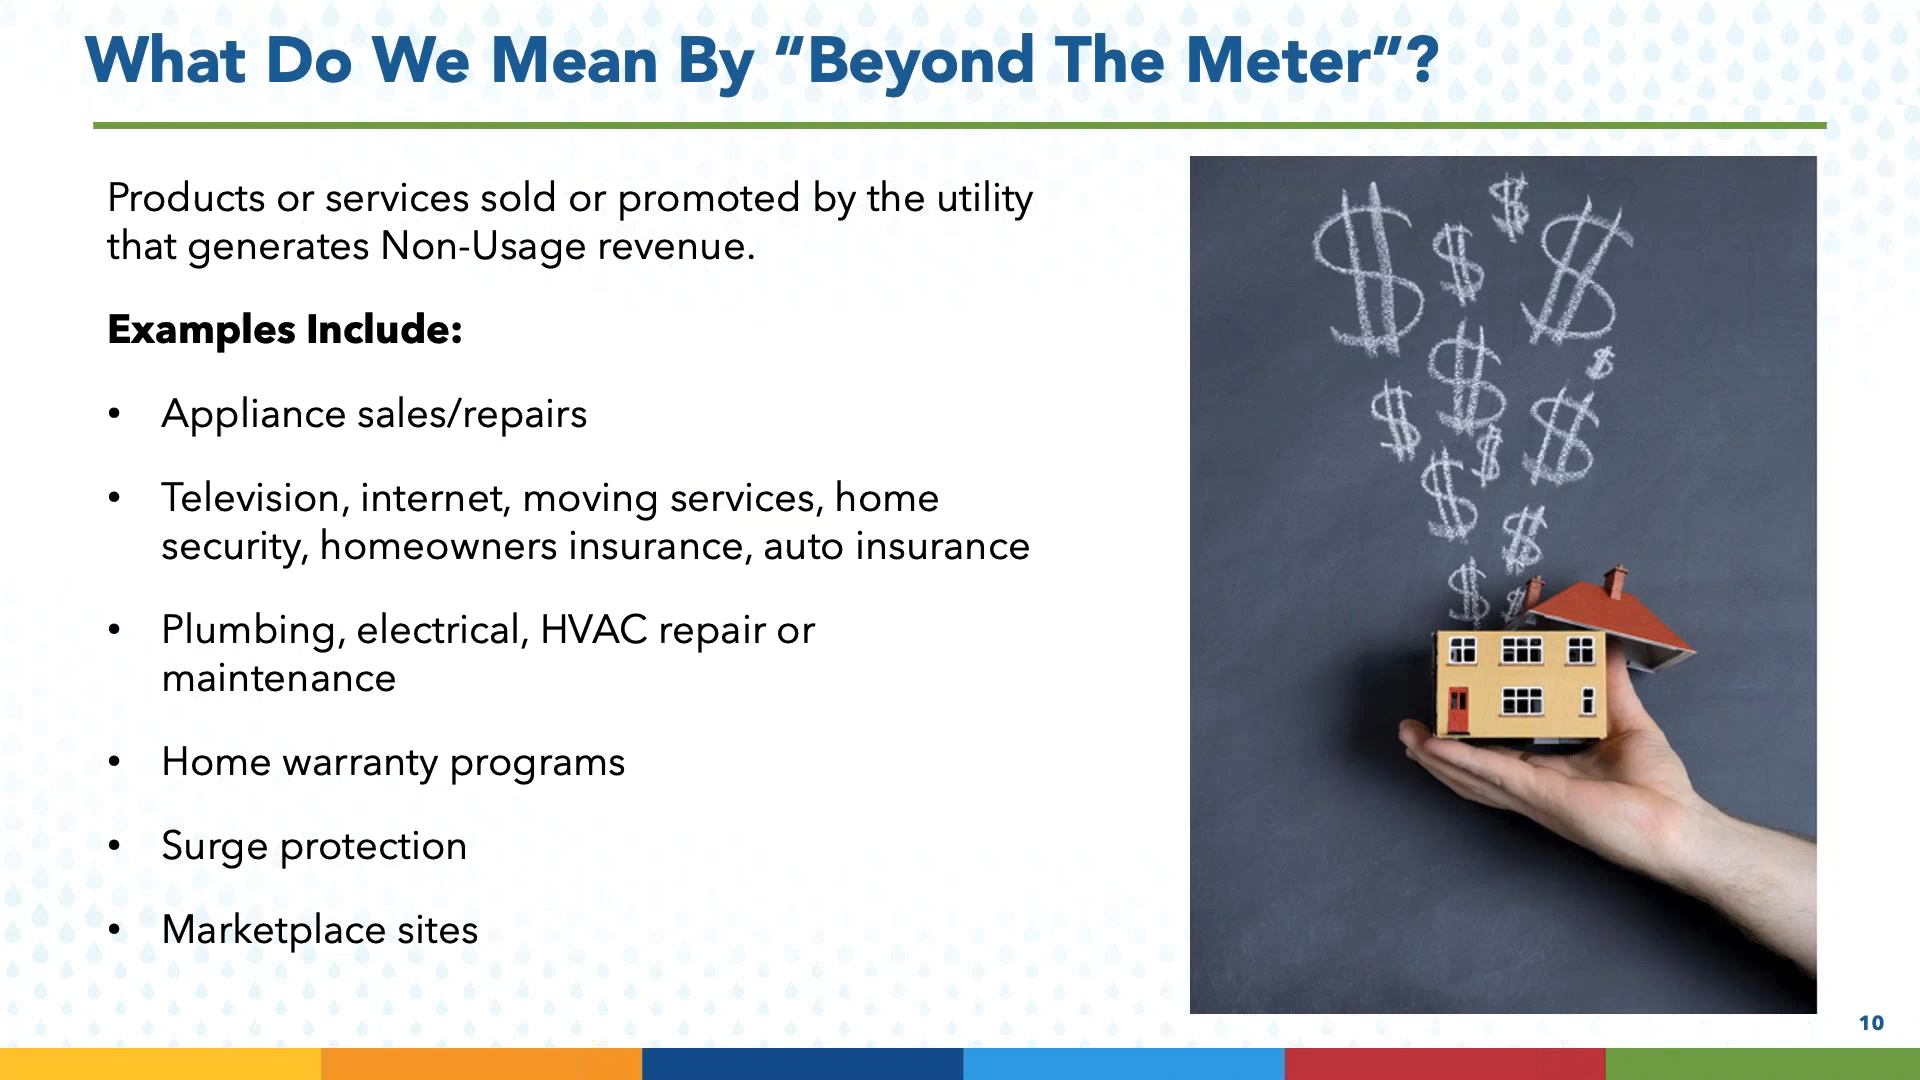 What Do We Mean By “Beyond The Meter”?
Products or services sold or promoted by the utility
that generates Non-Usage revenue.
Examples Include:
• Appliance sales/repairs
• Television, internet, moving services, home
security, homeowners insurance, auto insurance
• Plumbing, electrical, HVAC repair or
maintenance
• Home warranty programs
• Surge protection
• Marketplace sites
10